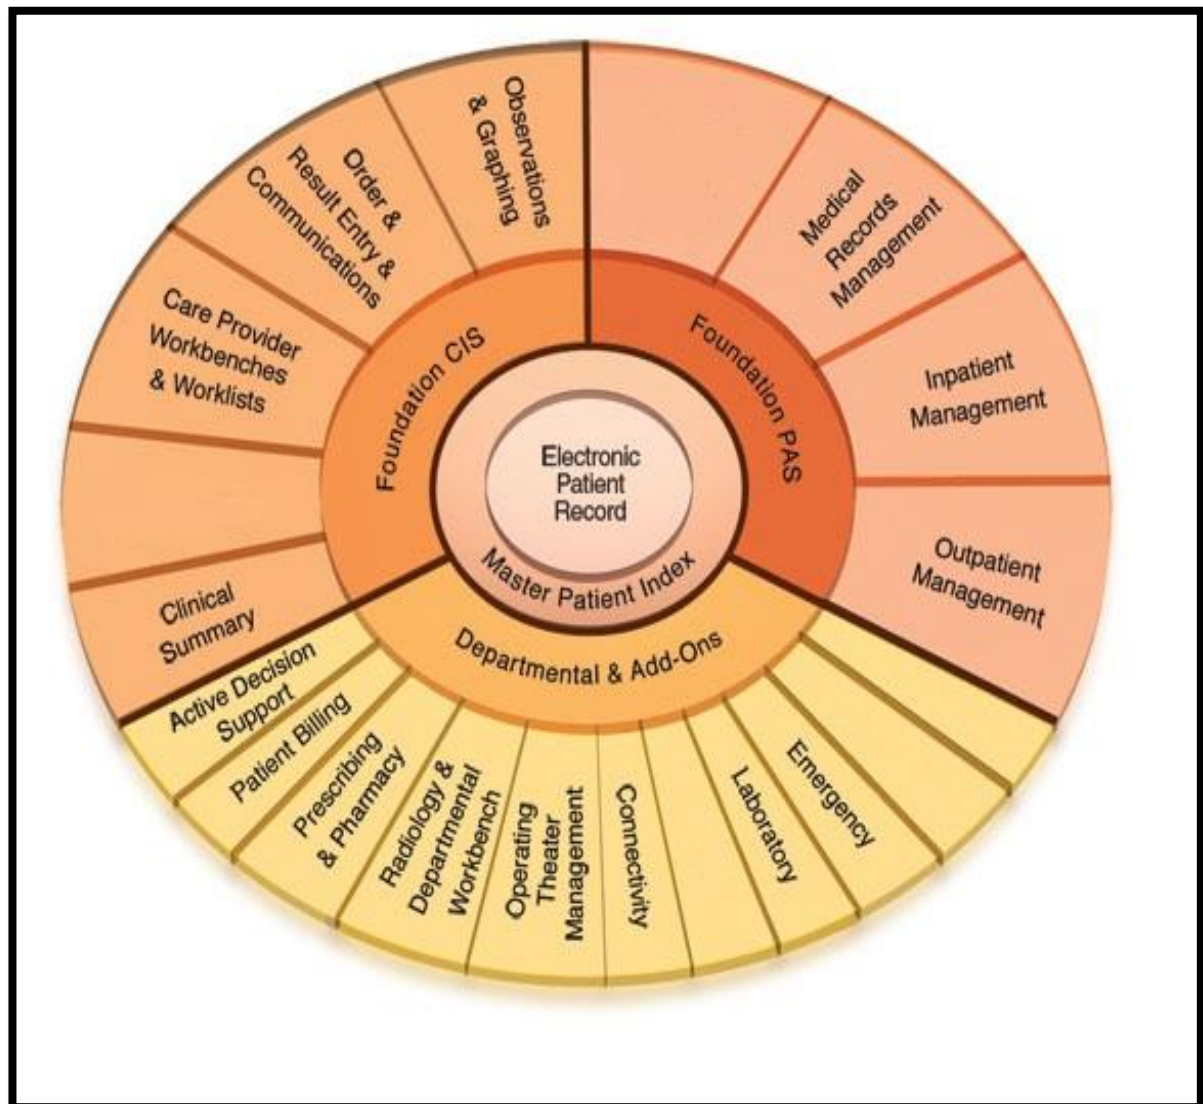 Observations
& Graphing
Order &
Result Entry &
Communications
Care Provider
Workbenches
& Worklists
Clinical
Summary
Foundation CIS
Medical
Records
Management
Inpatient
Management
Outpatient
Management
Foundation PAS
Electronic
Patient
Record
Master Patient Index
Departmental & Add-Ons
Active Decision
Support
Patient Billing
Prescribing
& Pharmacy
Radiology &
Departmental
Workbench
Operating
Theater
Management
Connectivity
Laboratory
Emergency